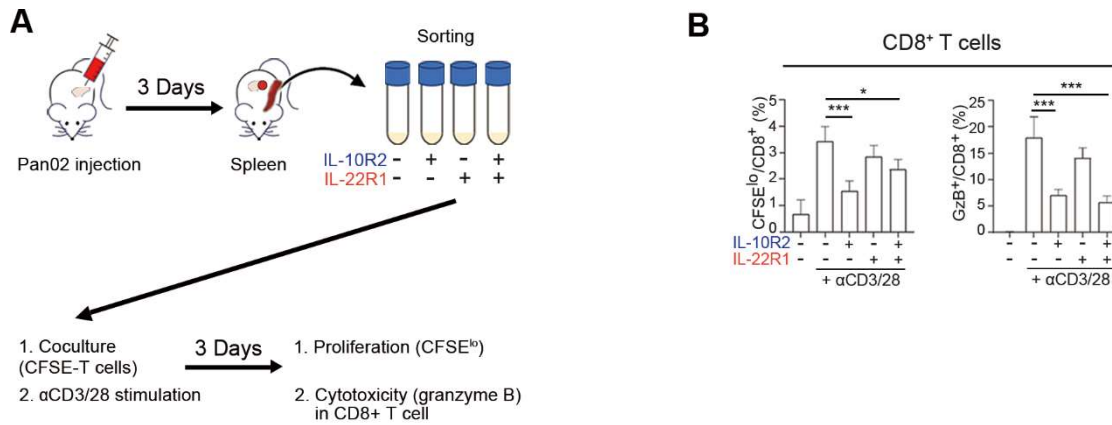 A
Sorting
3 Days
Pan02 injection
Spleen
IL-10R2 - + - +
IL-22R1 - - + +
1. Coculture
(CFSE-T cells)
2. αCD3/28 stimulation
3 Days
1. Proliferation (CFSElo)
2. Cytotoxicity (granzyme B)
in CD8+ T cell
B
CD8+ T cells
CFSElo/CD8+ (%)
5
4
3
2
1
0
*
***
IL-10R2 - - + - +
IL-22R1 - - - + +
+ αCD3/28
GzB+/CD8+ (%)
25
20
15
10
5
0
***
***
- - + - +
- - - + +
+ αCD3/28